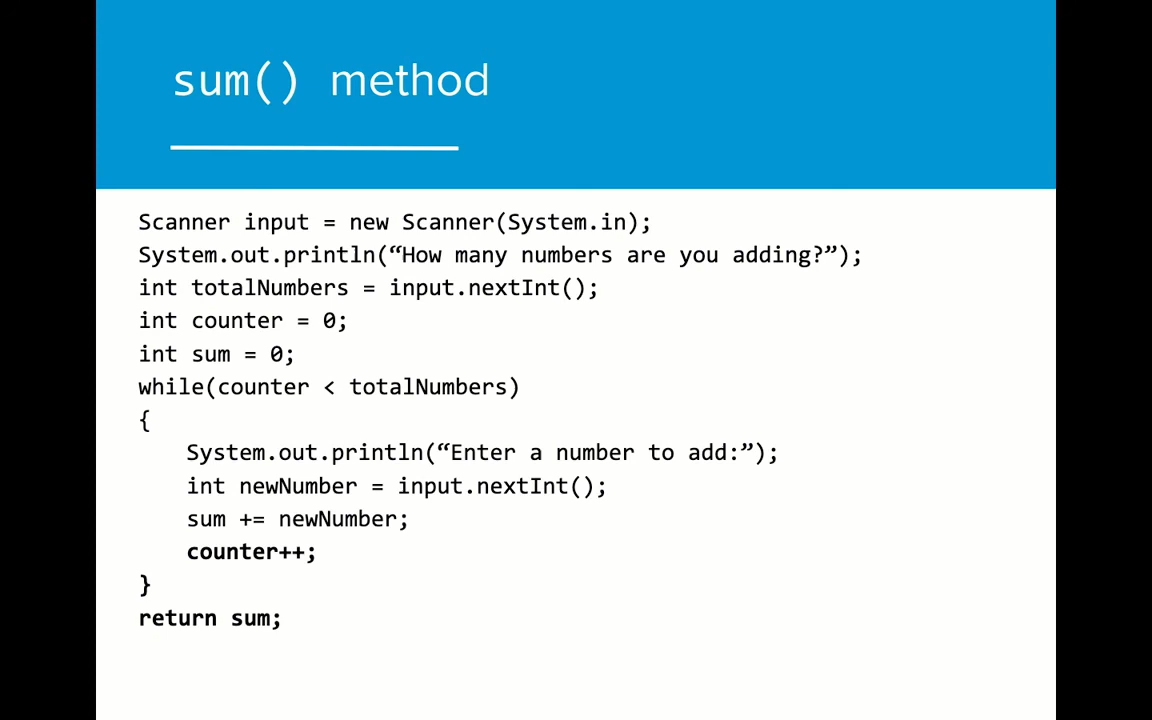 sum() method
Scanner input = new Scanner(System.in);
System.out.println(“How many numbers are you adding?”);
int totalNumbers = input.nextInt();
int counter = 0;
int sum = 0;
while(counter < totalNumbers)
{
System.out.println(“Enter a number to add:”);
int newNumber = input.nextInt();
sum += newNumber;
counter++;
}
return sum;